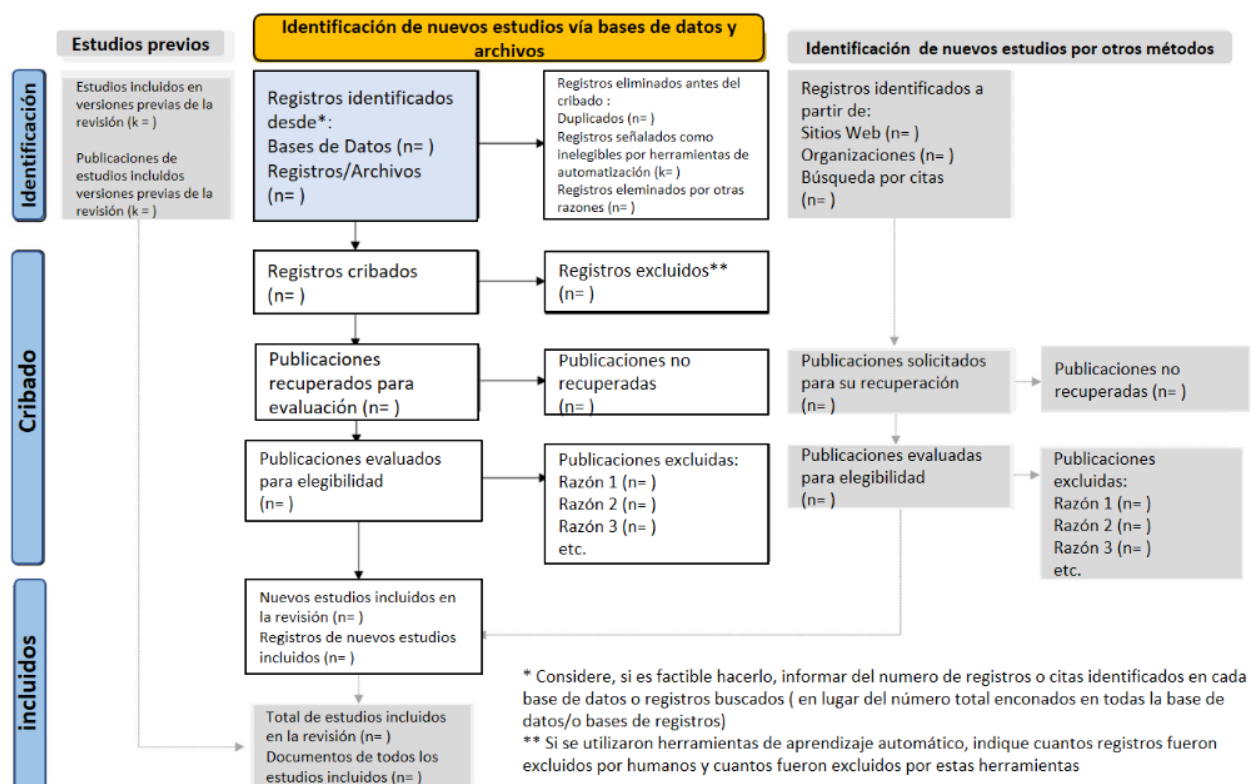 Estudios previos
Identificación de nuevos estudios vía bases de datos y
archivos
Identificación de nuevos estudios por otros métodos
Identificación
Estudios incluidos en
versiones previas de la
revisión (k = )
Publicaciones de
estudios incluidos
versiones previas de la
revisión (k = )
Registros identificados
desde*:
Bases de Datos (n= )
Registros/Archivos
(n= )
Registros eliminados antes del
cribado :
Duplicados (n= )
Registros señalados como
inelegibles por herramientas de
automatización (k= )
Registros eleminados por otras
razones (n= )
Registros identificados a
partir de:
Sitios Web (n= )
Organizaciones (n= )
Búsqueda por citas
(n= )
Cribado
Registros cribados
(n= )
Registros excluidos**
(n= )
Publicaciones
recuperados para
evaluación (n= )
Publicaciones no
recuperadas
(n= )
Publicaciones solicitados
para su recuperación
(n= )
Publicaciones no
recuperadas (n= )
Publicaciones evaluados
para elegibilidad
(n= )
Publicaciones excluidas:
Razón 1 (n= )
Razón 2 (n= )
Razón 3 (n= )
etc.
Publicaciones evaluadas
para elegibilidad
(n= )
Publicaciones
excluidas:
Razón 1 (n= )
Razón 2 (n= )
Razón 3 (n= )
etc.
incluidos
Nuevos estudios incluidos en
la revisión (n= )
Registros de nuevos estudios
incluidos (n= )
Total de estudios incluidos
en la revisión (n= )
Documentos de todos los
estudios incluidos (n= )
* Considere, si es factible hacerlo, informar del numero de registros o citas identificados en cada
base de datos o registros buscados ( en lugar del número total enconados en todas la base de
datos/o bases de registros)
** Si se utilizaron herramientas de aprendizaje automático, indique cuantos registros fueron
excluidos por humanos y cuantos fueron excluidos por estas herramientas